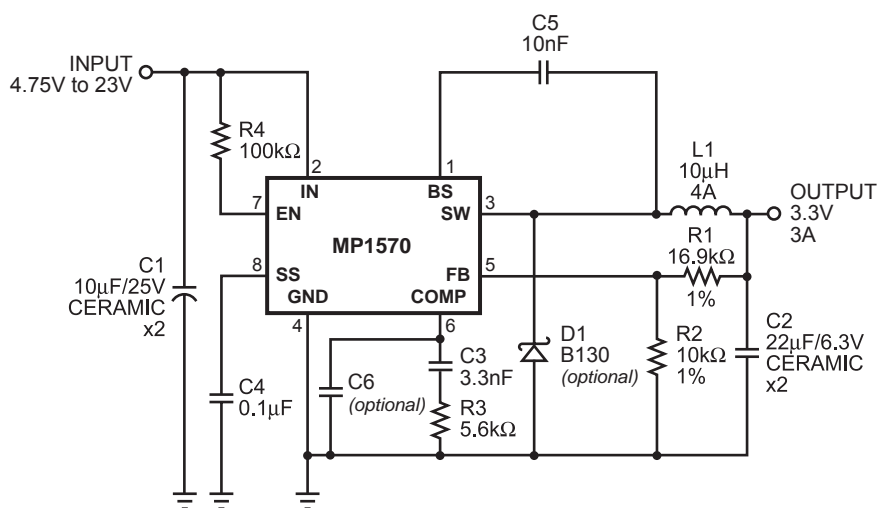 C5
10nF
INPUT
4.75V to 23V
R4
100kΩ
2
1
L1
10µH
4A
IN
BS
7
EN
SW
3
OUTPUT
3.3V
3A
MP1570
R1
16.9kΩ
1%
C1
10µF/25V
CERAMIC
x2
8
SS
FB
5
GND
COMP
4
6
D1
B130
(optional)
R2
10kΩ
1%
C2
22µF/6.3V
CERAMIC
x2
C3
3.3nF
C4
0.1µF
C6
(optional)
R3
5.6kΩ